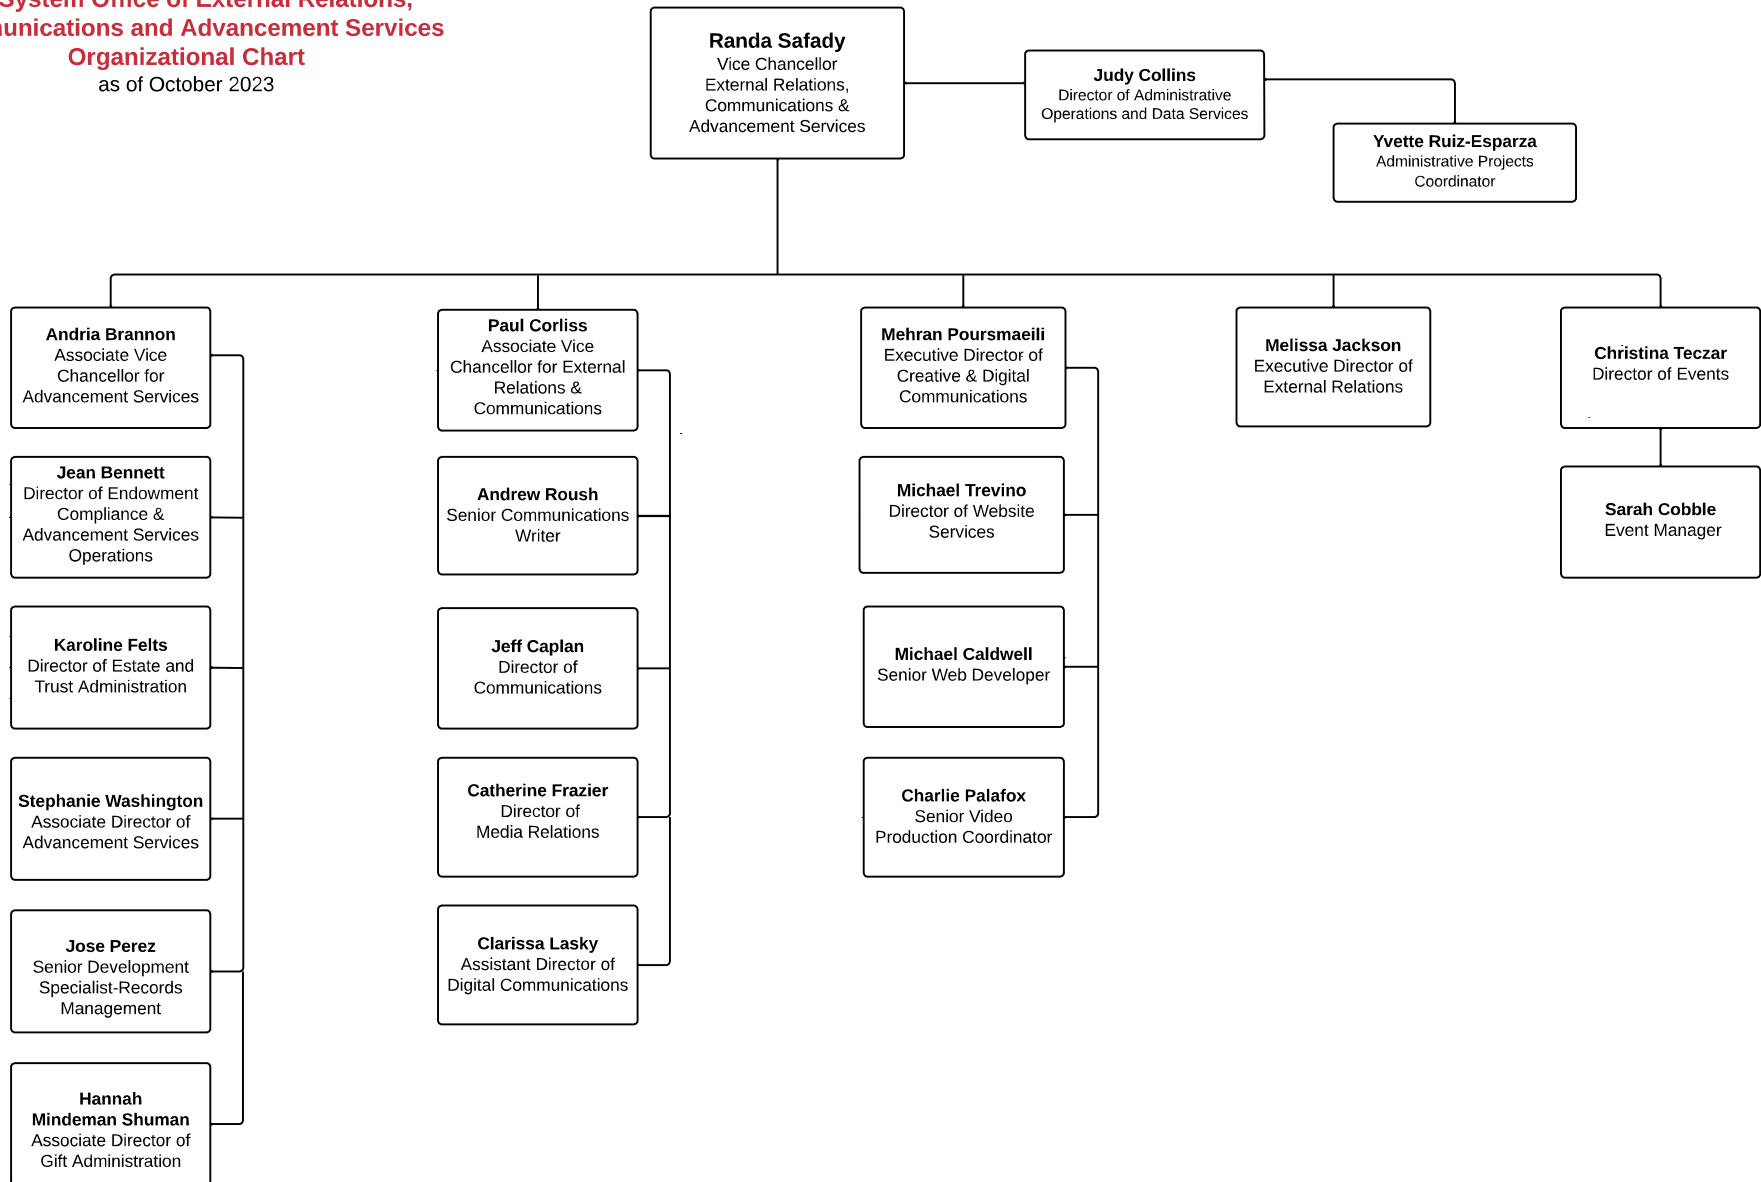 System Office of External Relations,
unications and Advancement Services
Organizational Chart
as of October 2023
Randa Safady
Vice Chancellor
External Relations,
Communications &
Advancement Services
Judy Collins
Director of Administrative
Operations and Data Services
Yvette Ruiz-Esparza
Administrative Projects
Coordinator
Andria Brannon
Associate Vice
Chancellor for
Advancement Services
Jean Bennett
Director of Endowment
Compliance &
Advancement Services
Operations
Karoline Felts
Director of Estate and
Trust Administration
Stephanie Washington
Associate Director of
Advancement Services
Jose Perez
Senior Development
Specialist-Records
Management
Hannah
Mindeman Shuman
Associate Director of
Gift Administration
Paul Corliss
Associate Vice
Chancellor for External
Relations &
Communications
Andrew Roush
Senior Communications
Writer
Jeff Caplan
Director of
Communications
Catherine Frazier
Director of
Media Relations
Clarissa Lasky
Assistant Director of
Digital Communications
Mehran Poursmaeili
Executive Director of
Creative & Digital
Communications
Michael Trevino
Director of Website
Services
Michael Caldwell
Senior Web Developer
Charlie Palafox
Senior Video
Production Coordinator
Melissa Jackson
Executive Director of
External Relations
Christina Teczar
Director of Events
Sarah Cobble
Event Manager